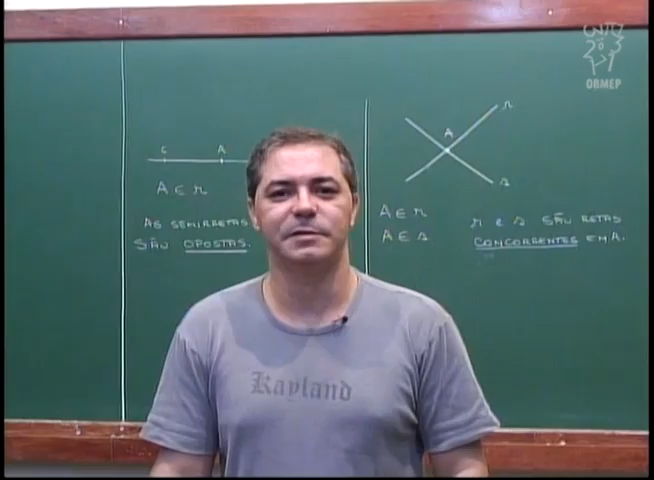 OBMEP
C A
A ∈ r
AS SEMIRRETAS
SÃO OPOSTAS.
r
A
s
A ∈ r
A ∈ s
r e s SÃO RETAS
CONCORRENTES EM A.
Kayland